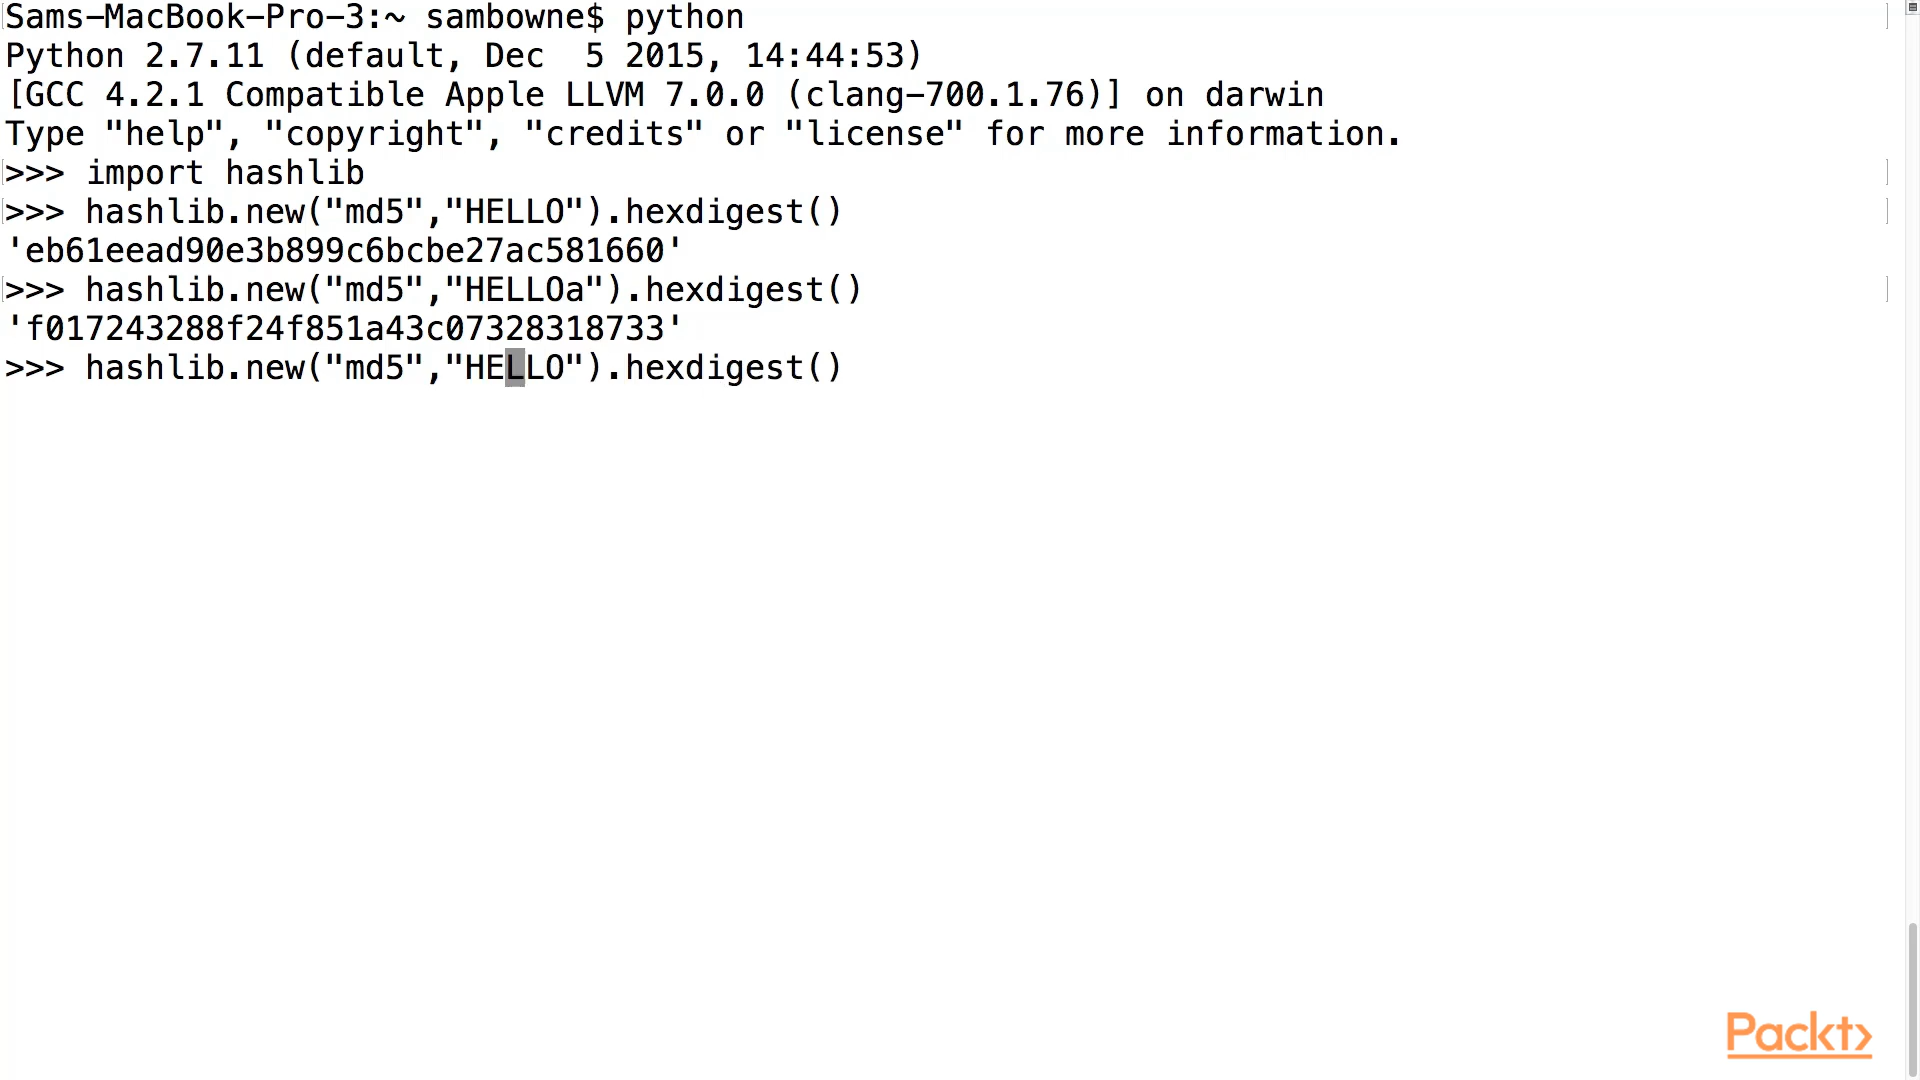 Sams-MacBook-Pro-3:~ sambowne$ python
Python 2.7.11 (default, Dec  5 2015, 14:44:53)
[GCC 4.2.1 Compatible Apple LLVM 7.0.0 (clang-700.1.76)] on darwin
Type "help", "copyright", "credits" or "license" for more information.
>>> import hashlib
>>> hashlib.new("md5","HELLO").hexdigest()
'eb61eead90e3b899c6bcbe27ac581660'
>>> hashlib.new("md5","HELLOa").hexdigest()
'f017243288f24f851a43c07328318733'
>>> hashlib.new("md5","HELLO").hexdigest()
Packt>